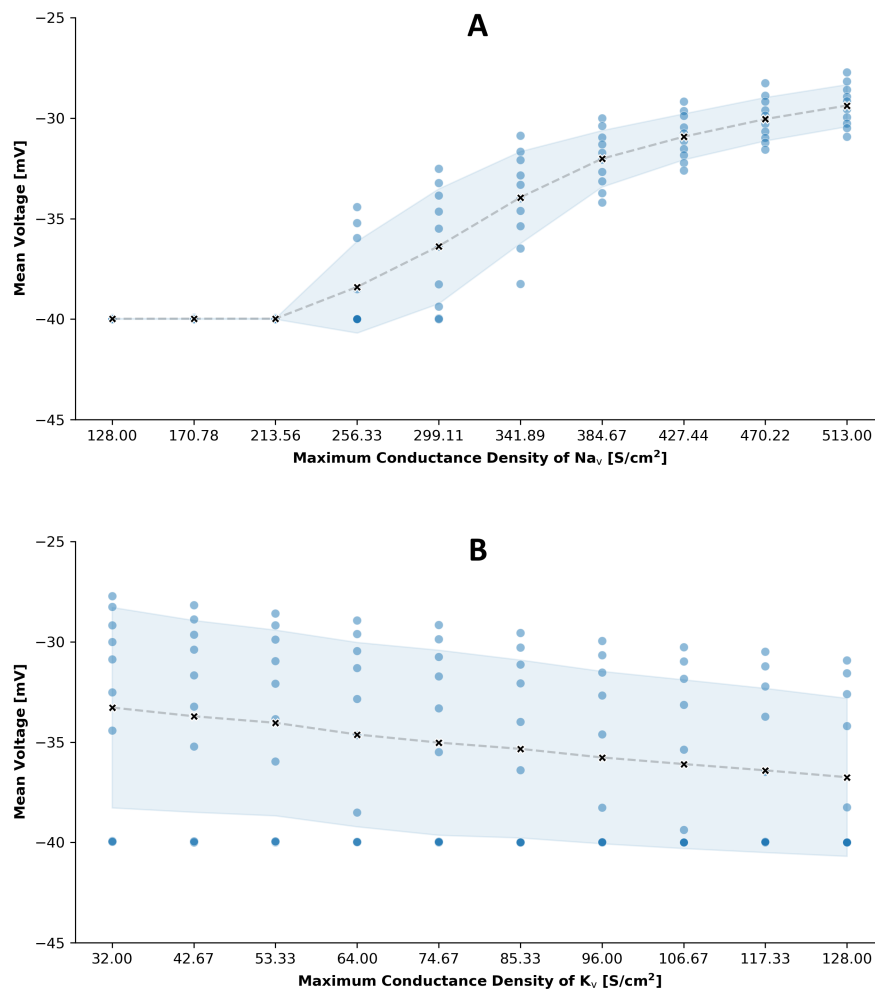 A
−25
−30
−35
−40
−45
Mean Voltage [mV]
128.00 170.78 213.56 256.33 299.11 341.89 384.67 427.44 470.22 513.00
Maximum Conductance Density of Naᵥ [S/cm²]
B
−25
−30
−35
−40
−45
Mean Voltage [mV]
32.00 42.67 53.33 64.00 74.67 85.33 96.00 106.67 117.33 128.00
Maximum Conductance Density of Kᵥ [S/cm²]